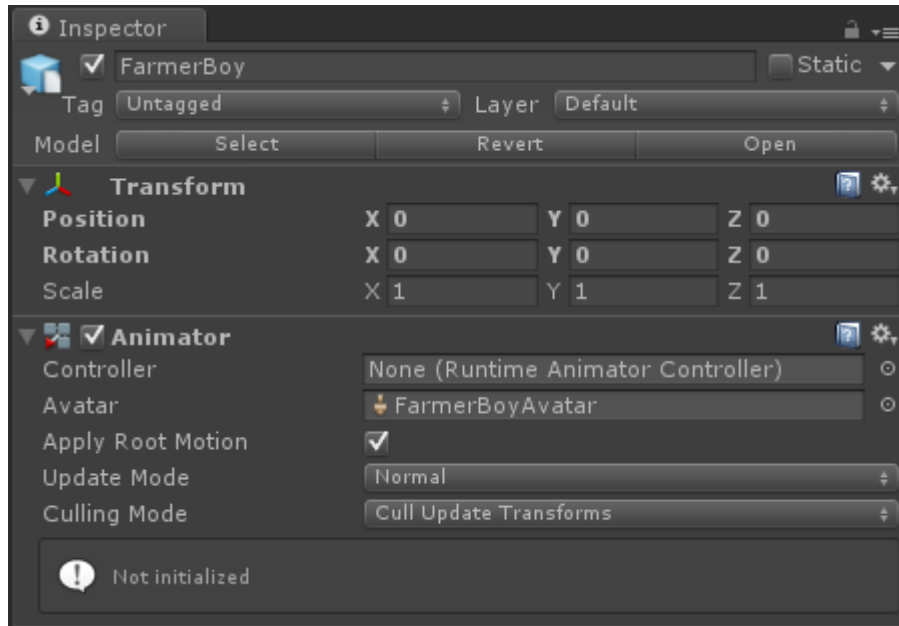 Inspector
FarmerBoy Static
Tag Untagged Layer Default
Model Select Revert Open
Transform
Position X 0 Y 0 Z 0
Rotation X 0 Y 0 Z 0
Scale X 1 Y 1 Z 1
Animator
Controller None (Runtime Animator Controller)
Avatar FarmerBoyAvatar
Apply Root Motion
Update Mode Normal
Culling Mode Cull Update Transforms
Not initialized